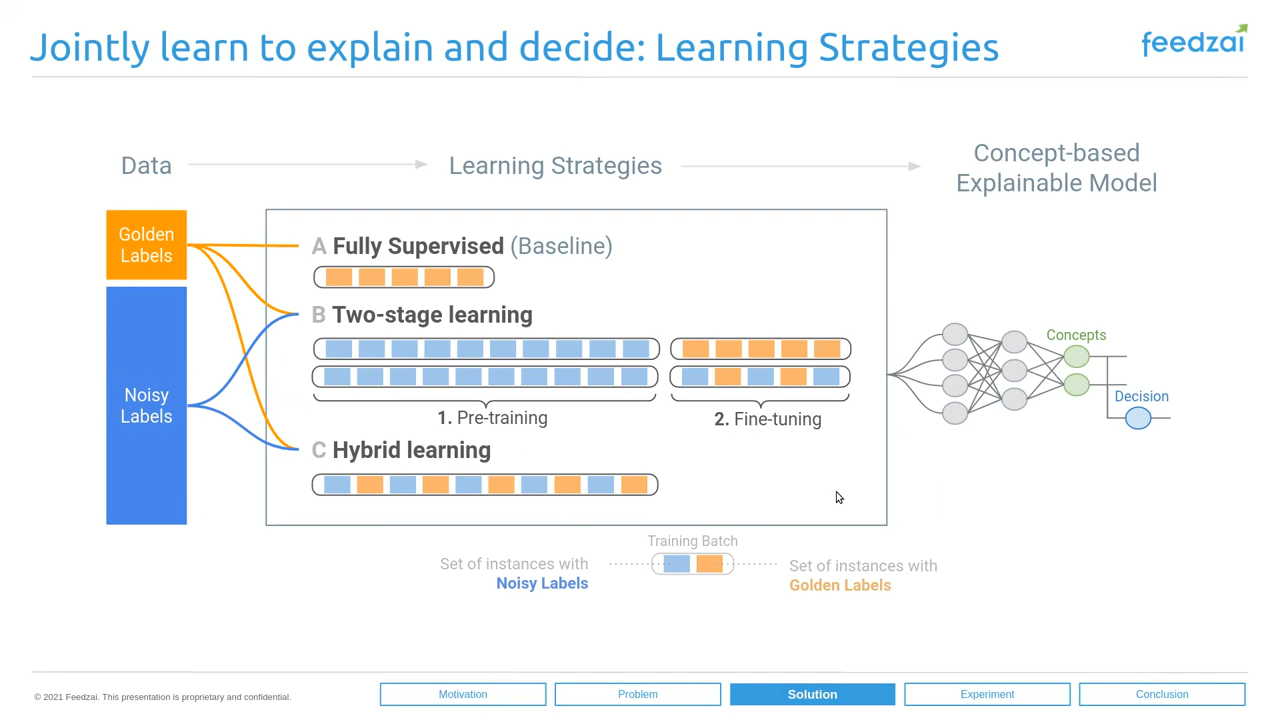 Jointly learn to explain and decide: Learning Strategies
feedzai
Data
Learning Strategies
Concept-based
Explainable Model
Golden
Labels
Noisy
Labels
A Fully Supervised (Baseline)
B Two-stage learning
1. Pre-training
2. Fine-tuning
C Hybrid learning
Concepts
Decision
Training Batch
Set of instances with
Noisy Labels
Set of instances with
Golden Labels
© 2021 Feedzai. This presentation is proprietary and confidential.
Motivation
Problem
Solution
Experiment
Conclusion